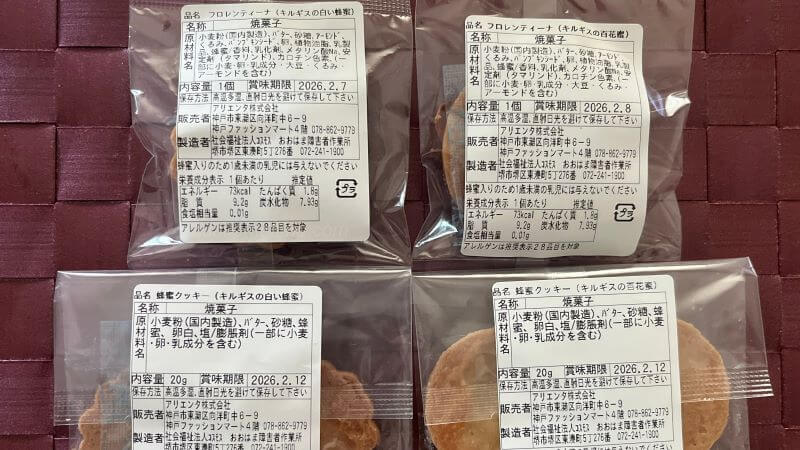 品名 フロレンティーナ（キルギスの白い蜂蜜）
名称 焼菓子
原材料名
小麦粉（国内製造）、バター、砂糖、アーモンド、
くるみ、パンプキンシード、卵、植物油脂、乳製
品、蜂蜜/香料、乳化剤、メタリン酸Na、安
定剤（タマリンド）、カロチン色素、（一
部に小麦・卵・乳成分・大豆・くるみ・
アーモンドを含む）
内容量 1個 賞味期限 2026.2.7
保存方法 高温多湿、直射日光を避けて保存して下さい
販売者 アリエンタ株式会社
神戸市東灘区向洋町中６－９
神戸ファッションマート４階 078-862-9779
製造者 社会福祉法人コスモス おおはま障害者作業所
堺市堺区東湊町5丁276番 072-241-1900
蜂蜜入りのため1歳未満の乳児には与えないでください
栄養成分表示 1個あたり 推定値
エネルギー 73kcal たんぱく質 1.8g
脂質 9.2g 炭水化物 7.93g
食塩相当量 0.01g
プラ
アレルゲンは推奨表示２８品目を対象
品名 フロレンティーナ（キルギスの百花蜜）
名称 焼菓子
原材料名
小麦粉（国内製造）、バター、砂糖、アーモンド、
くるみ、パンプキンシード、卵、植物油脂、乳製
品、蜂蜜/香料、乳化剤、メタリン酸Na、安
定剤（タマリンド）、カロチン色素、（一
部に小麦・卵・乳成分・大豆・くるみ・
アーモンドを含む）
内容量 1個 賞味期限 2026.2.8
保存方法 高温多湿、直射日光を避けて保存して下さい
販売者 アリエンタ株式会社
神戸市東灘区向洋町中６－９
神戸ファッションマート４階 078-862-9779
製造者 社会福祉法人コスモス おおはま障害者作業所
堺市堺区東湊町5丁276番 072-241-1900
蜂蜜入りのため1歳未満の乳児には与えないでください
栄養成分表示 1個あたり 推定値
エネルギー 73kcal たんぱく質 1.8g
脂質 9.2g 炭水化物 7.93g
食塩相当量 0.01g
プラ
アレルゲンは推奨表示２８品目を対象
品名 蜂蜜クッキー（キルギスの白い蜂蜜）
名称 焼菓子
原材料名
小麦粉（国内製造）、バター、砂糖、蜂
蜜、卵白、塩/膨脹剤（一部に小麦
・卵・乳成分を含む）
内容量 20g 賞味期限 2026.2.12
保存方法 高温多湿、直射日光を避けて保存して下さい
販売者 アリエンタ株式会社
神戸市東灘区向洋町中６－９
神戸ファッションマート４階 078-862-9779
製造者 社会福祉法人コスモス おおはま障害者作業所
堺市堺区東湊町5丁276番 072-241-1900
品名 蜂蜜クッキー（キルギスの百花蜜）
名称 焼菓子
原材料名
小麦粉（国内製造）、バター、砂糖、蜂
蜜、卵白、塩/膨脹剤（一部に小麦
・卵・乳成分を含む）
内容量 20g 賞味期限 2026.2.12
保存方法 高温多湿、直射日光を避けて保存して下さい
販売者 アリエンタ株式会社
神戸市東灘区向洋町中６－９
神戸ファッションマート４階 078-862-9779
製造者 社会福祉法人コスモス おおはま障害者作業所
堺市堺区東湊町5丁276番 072-241-1900